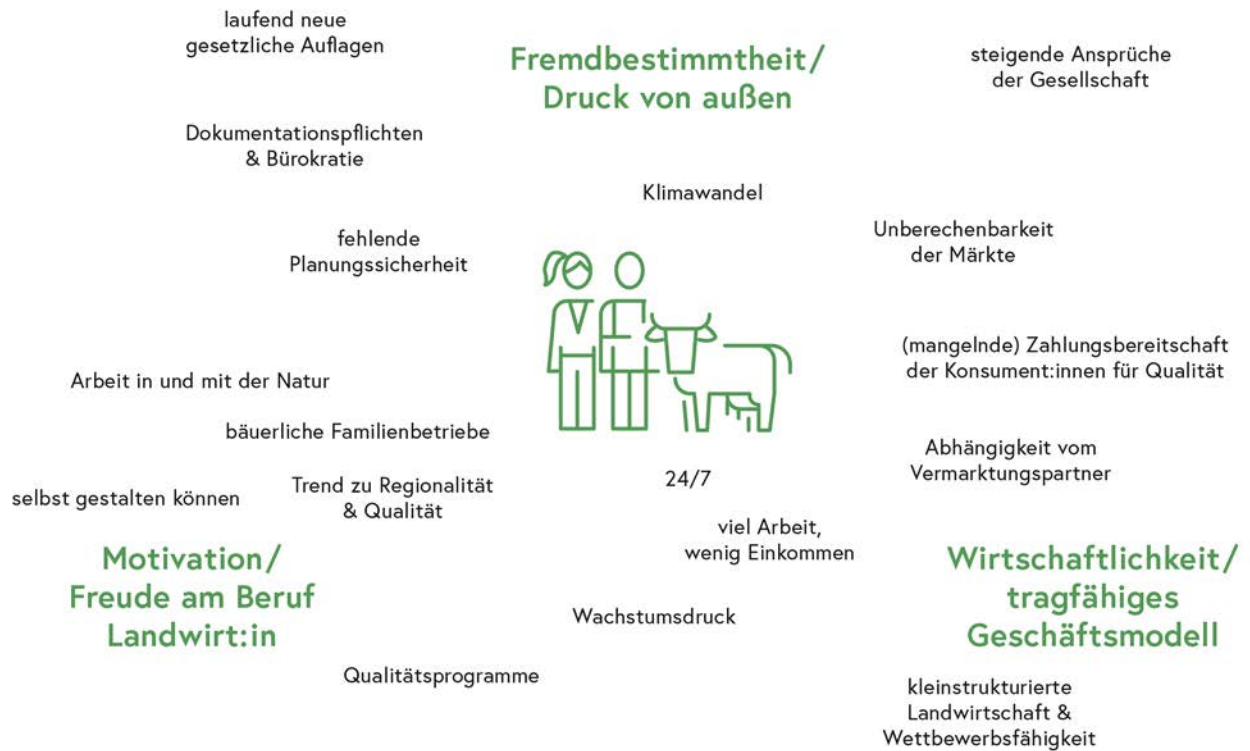 laufend neue
gesetzliche Auflagen
Fremdbestimmtheit/
Druck von außen
steigende Ansprüche
der Gesellschaft
Dokumentationspflichten
& Bürokratie
Klimawandel
Unberechenbarkeit
der Märkte
fehlende
Planungssicherheit
(mangelnde) Zahlungsbereitschaft
der Konsument:innen für Qualität
Arbeit in und mit der Natur
bäuerliche Familienbetriebe
Abhängigkeit vom
Vermarktungspartner
24/7
Trend zu Regionalität
& Qualität
selbst gestalten können
viel Arbeit,
wenig Einkommen
Motivation/
Freude am Beruf
Landwirt:in
Wirtschaftlichkeit/
tragfähiges
Geschäftsmodell
Wachstumsdruck
Qualitätsprogramme
kleinstrukturierte
Landwirtschaft &
Wettbewerbsfähigkeit